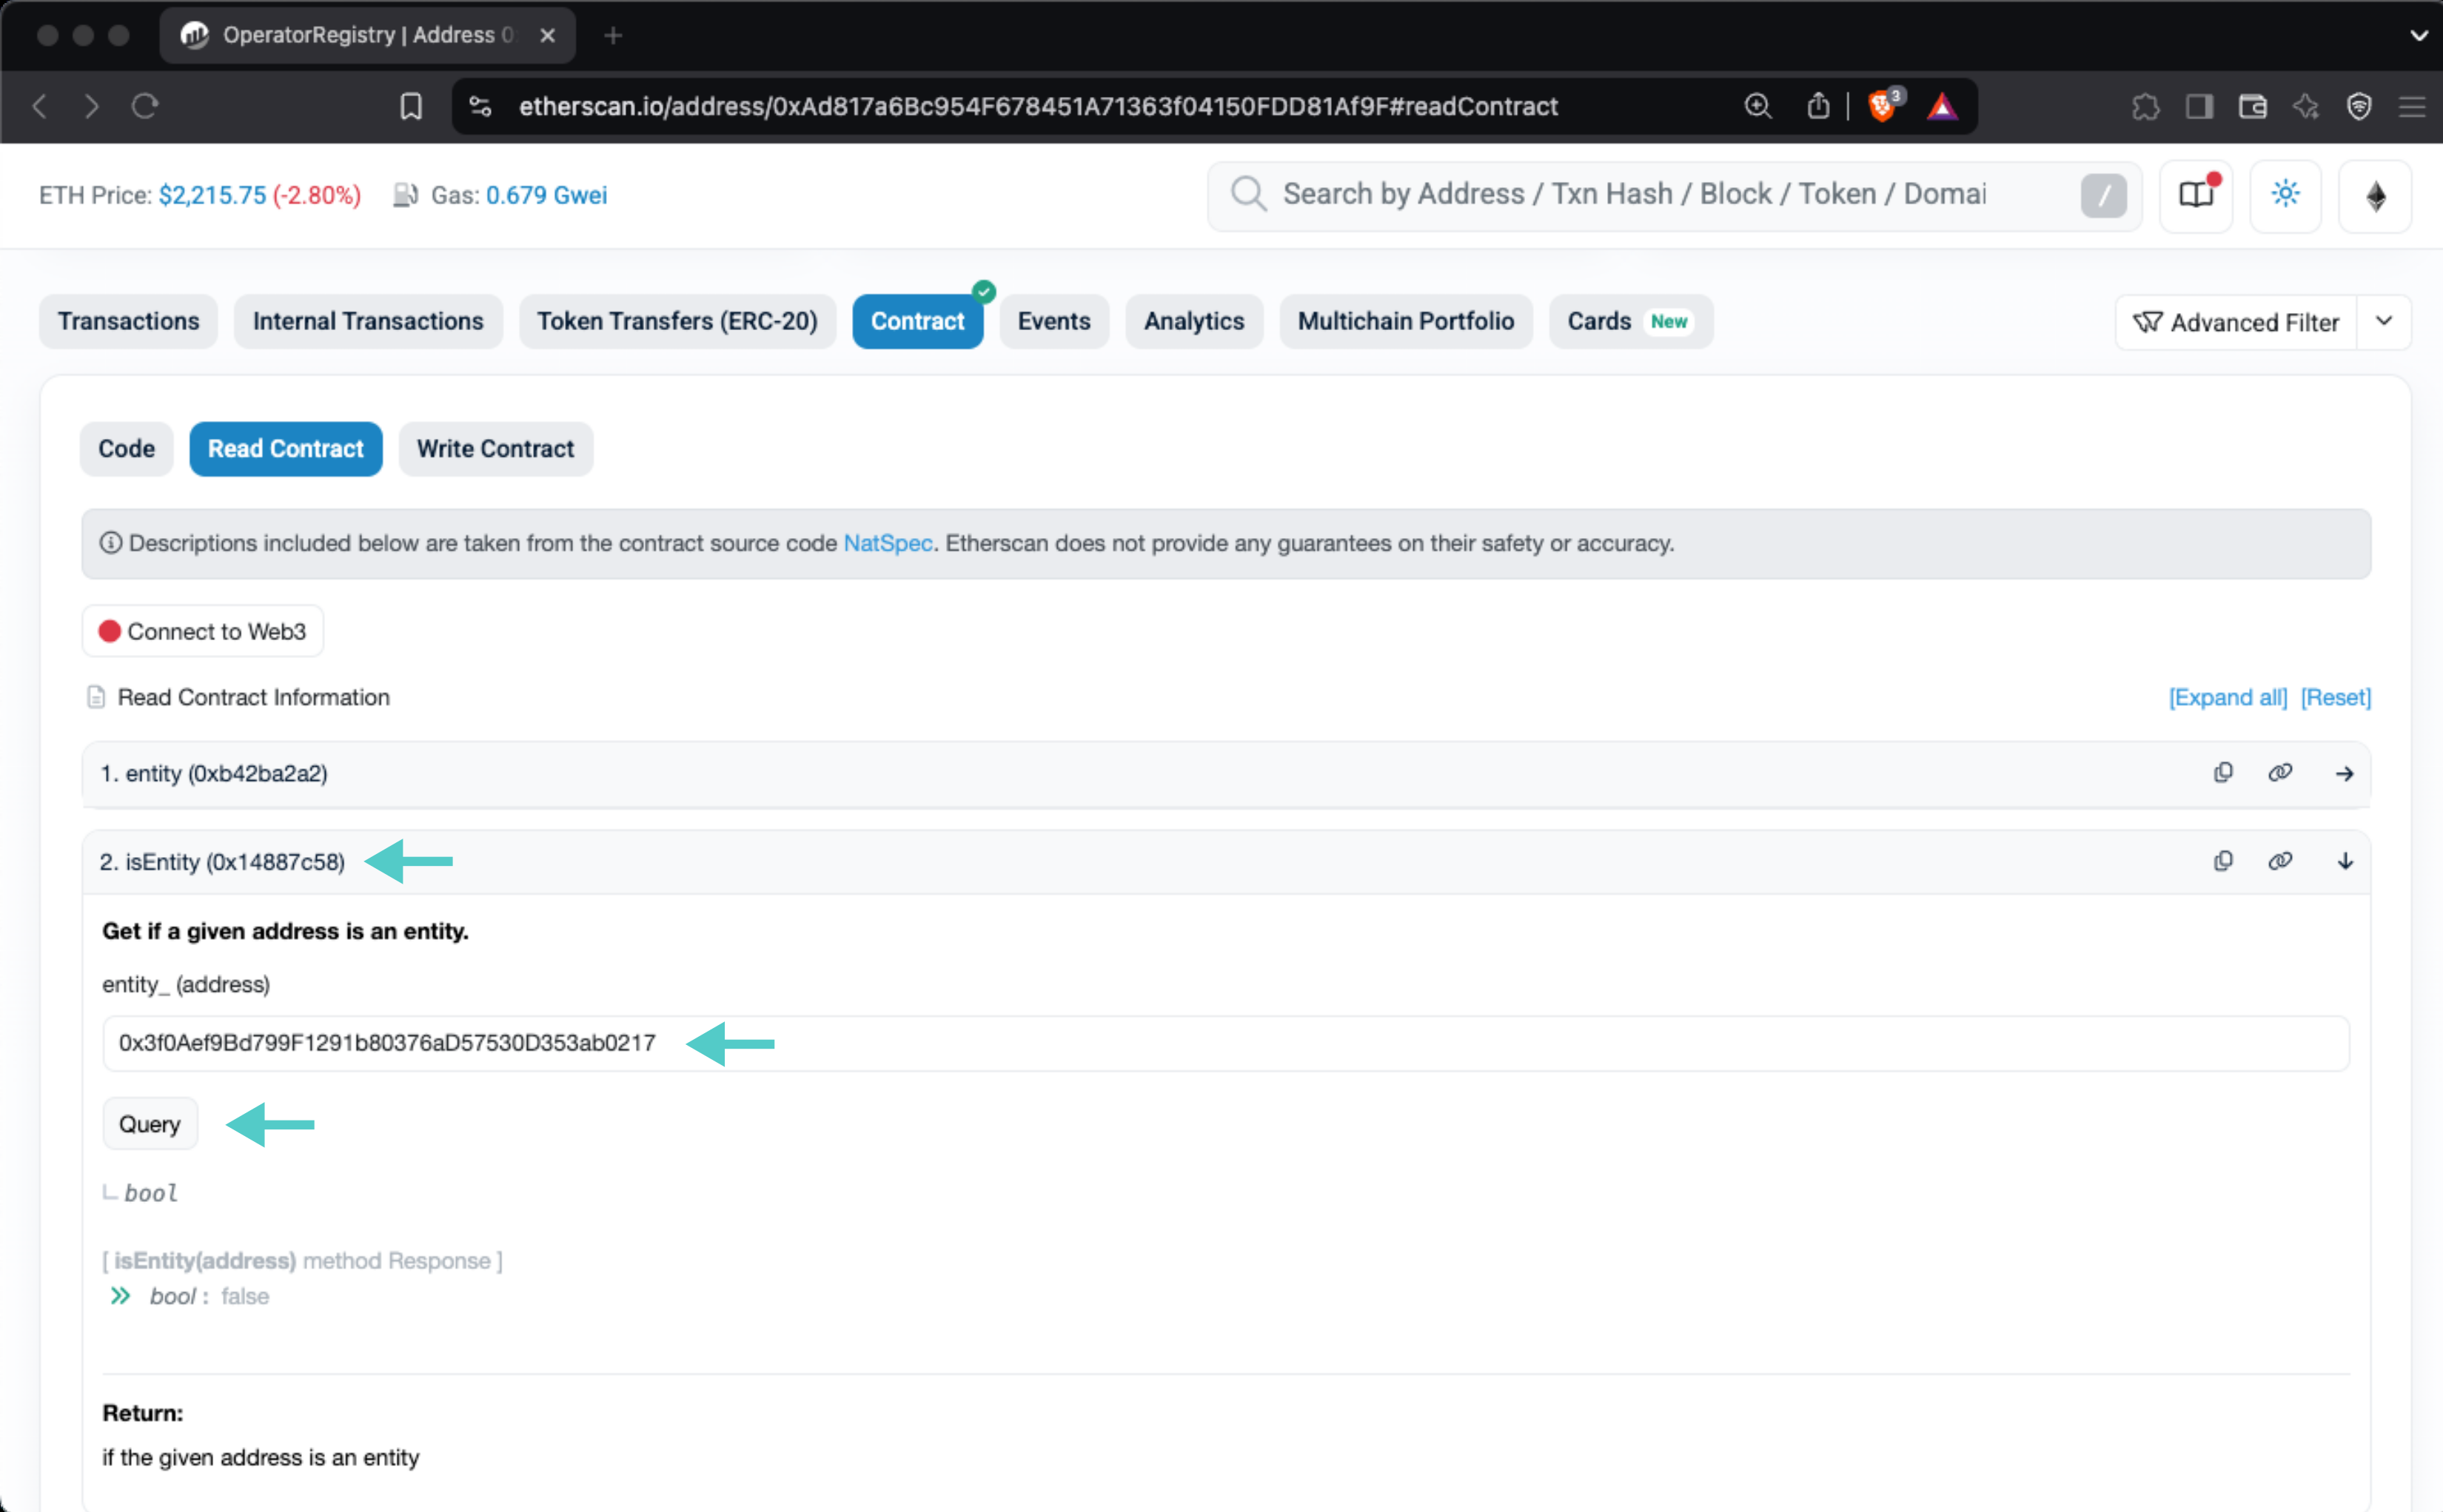 OperatorRegistry | Address 0
etherscan.io/address/0xAd817a6Bc954F678451A71363f04150FDD81Af9F#readContract
3
ETH Price: $2,215.75 (-2.80%) Gas: 0.679 Gwei
Search by Address / Txn Hash / Block / Token / Domai
/
Transactions Internal Transactions Token Transfers (ERC-20) Contract Events Analytics Multichain Portfolio Cards New Advanced Filter
Code Read Contract Write Contract
Descriptions included below are taken from the contract source code NatSpec. Etherscan does not provide any guarantees on their safety or accuracy.
Connect to Web3
Read Contract Information [Expand all] [Reset]
1. entity (0xb42ba2a2)
2. isEntity (0x14887c58)
Get if a given address is an entity.
entity_ (address)
0x3f0Aef9Bd799F1291b80376aD57530D353ab0217
Query
bool
[ isEntity(address) method Response ]
bool : false
Return:
if the given address is an entity